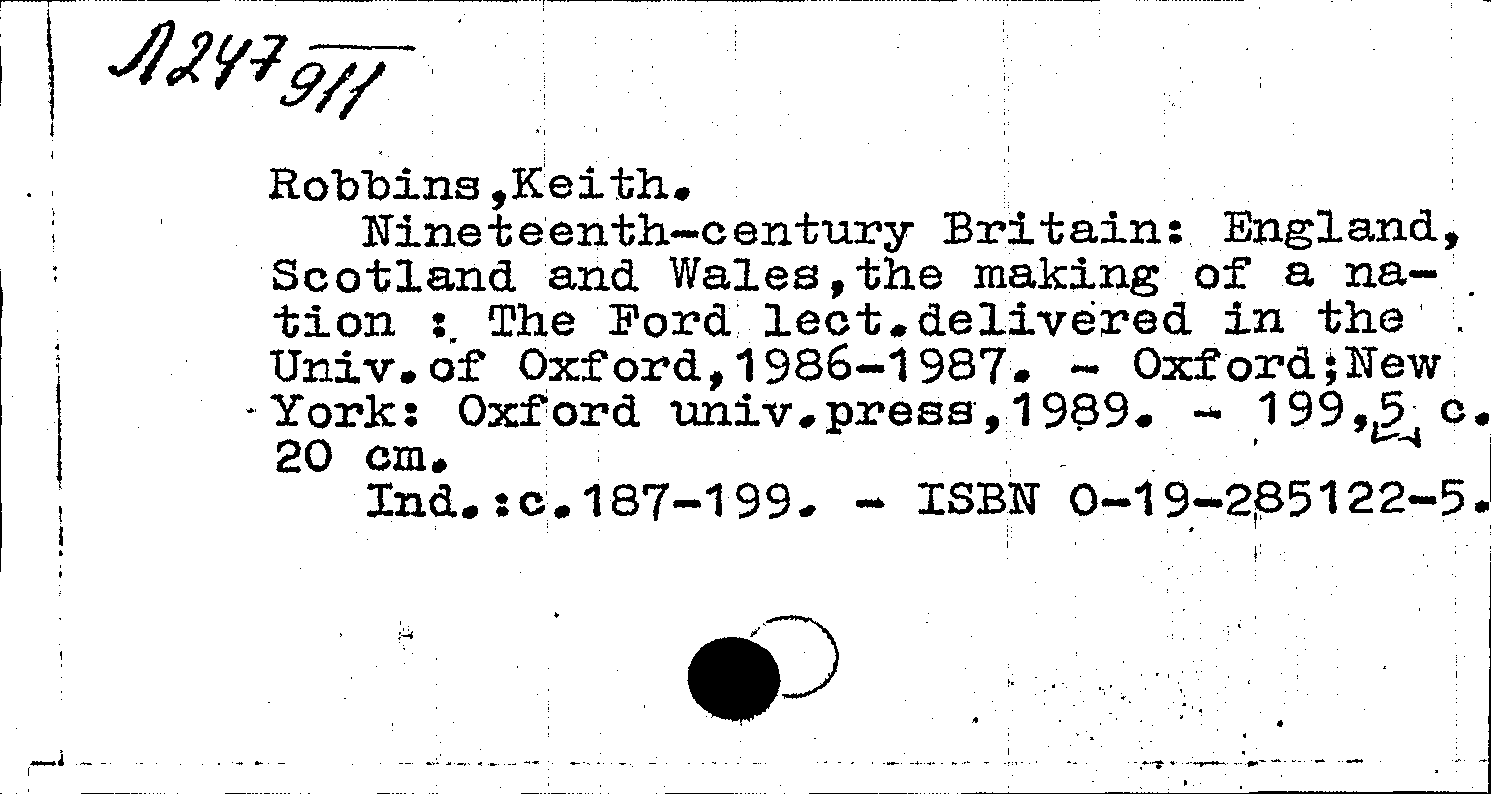 Л247 911
Robbins,Keith.
Nineteenth-century Britain: England,
Scotland and Wales,the making of a na-
tion : The Ford lect.delivered in the
Univ.of Oxford,1986-1987. - Oxford;New
York: Oxford univ.press,1989. - 199,5 c.
20 cm.
Ind.:c.187-199. - ISBN 0-19-285122-5.